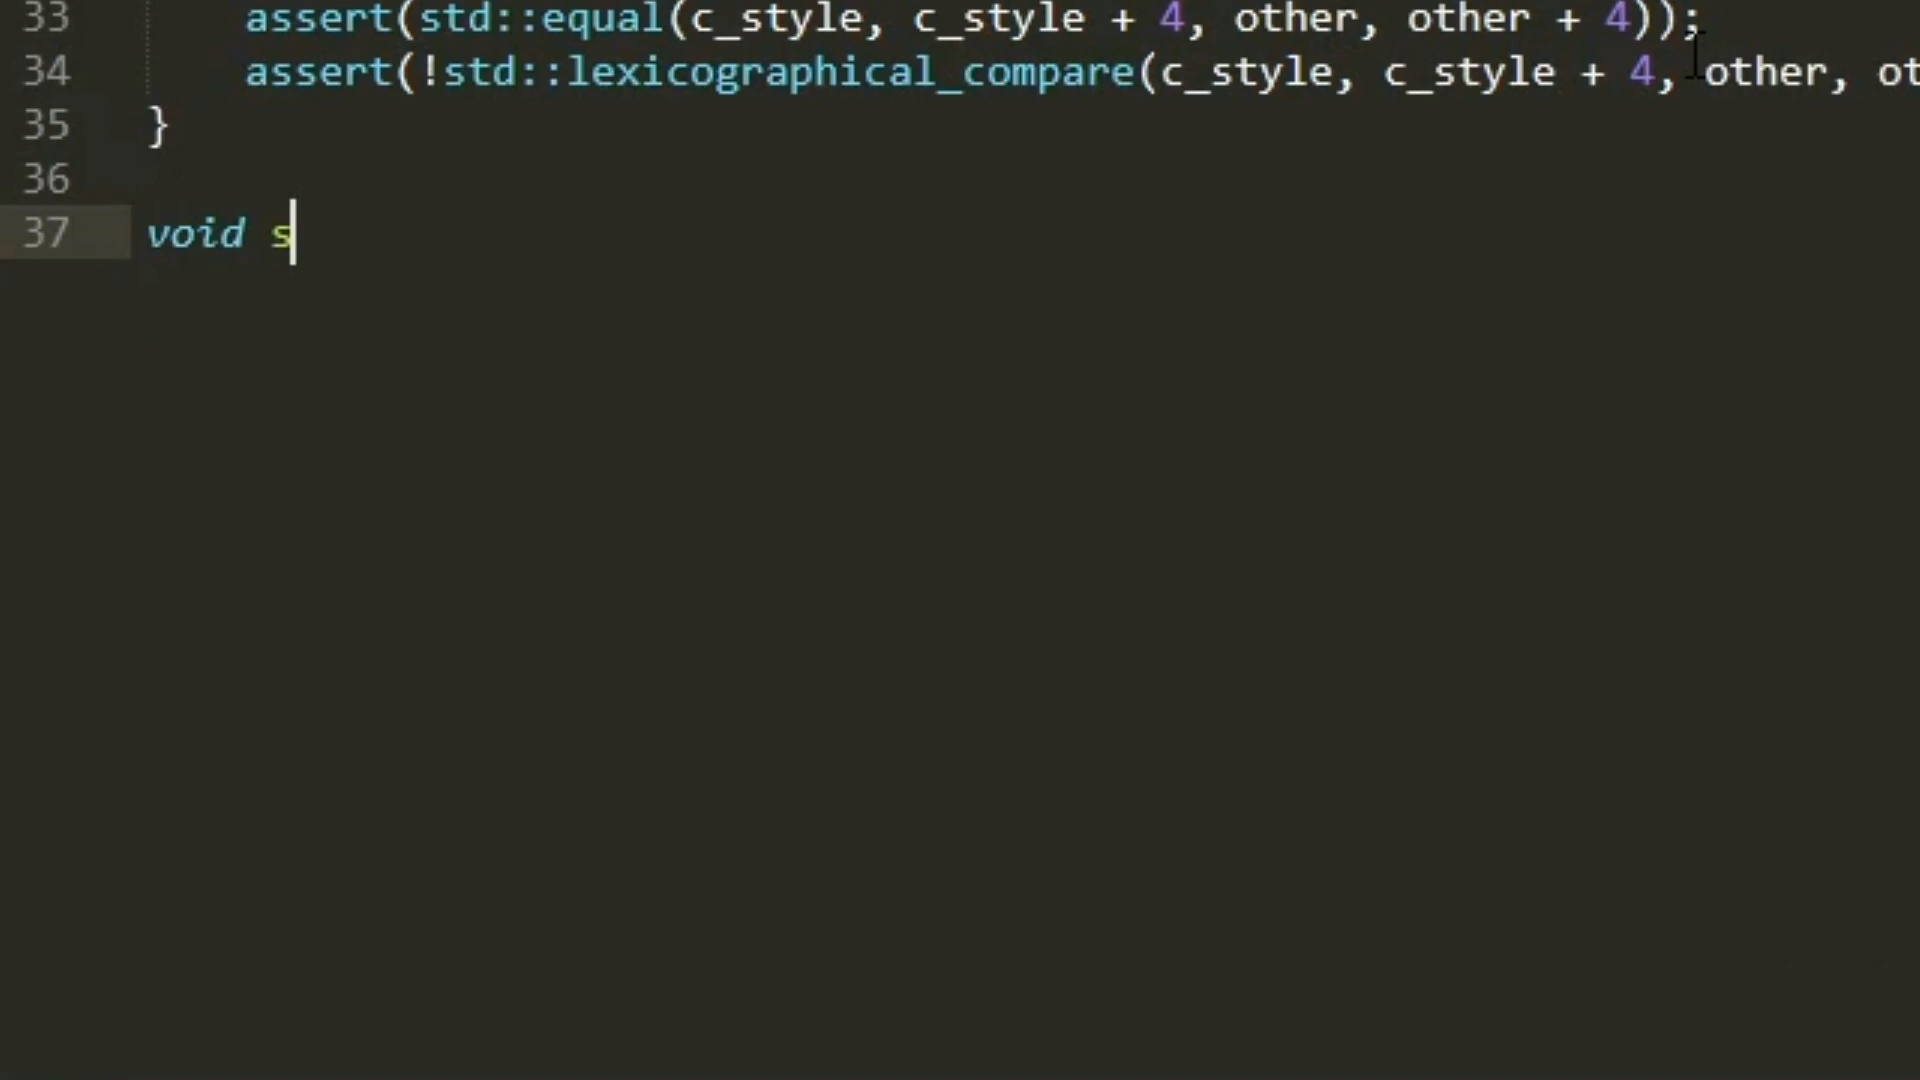 33 assert(std::equal(c_style, c_style + 4, other, other + 4));
34 assert(!std::lexicographical_compare(c_style, c_style + 4, other, ot
35 }
36
37 void s